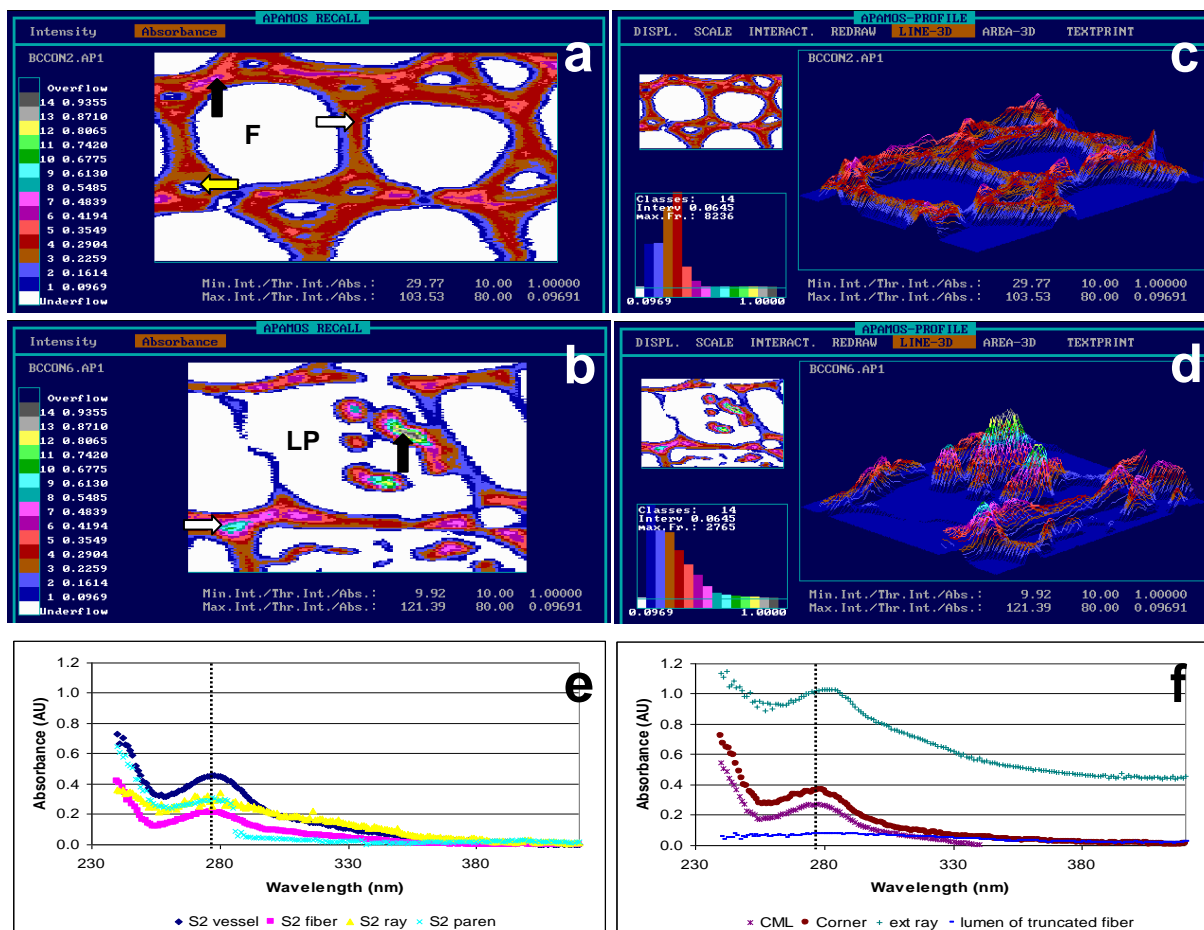 APAMOS RECALL
Intensity Absorbance
BCCON2.AP1
a
Overflow
14 0.9355
13 0.8710
12 0.8065
11 0.7420
10 0.6775
9 0.6130
8 0.5485
7 0.4839
6 0.4194
5 0.3549
4 0.2904
3 0.2259
2 0.1614
1 0.0969
Underflow
F
Min.Int./Thr.Int./Abs.: 29.77 10.00 1.00000
Max.Int./Thr.Int./Abs.: 103.53 80.00 0.09691
APAMOS-PROFILE
DISPL. SCALE INTERACT. REDRAW LINE-3D AREA-3D TEXTPRINT
BCCON2.AP1
c
Classes: 14
Interv 0.0645
max.Fr.: 8236
0.0969 1.0000
Min.Int./Thr.Int./Abs.: 29.77 10.00 1.00000
Max.Int./Thr.Int./Abs.: 103.53 80.00 0.09691
APAMOS RECALL
Intensity Absorbance
BCCON6.AP1
b
Overflow
14 0.9355
13 0.8710
12 0.8065
11 0.7420
10 0.6775
9 0.6130
8 0.5485
7 0.4839
6 0.4194
5 0.3549
4 0.2904
3 0.2259
2 0.1614
1 0.0969
Underflow
LP
Min.Int./Thr.Int./Abs.: 9.92 10.00 1.00000
Max.Int./Thr.Int./Abs.: 121.39 80.00 0.09691
APAMOS-PROFILE
DISPL. SCALE INTERACT. REDRAW LINE-3D AREA-3D TEXTPRINT
BCCON6.AP1
d
Classes: 14
Interv 0.0645
max.Fr.: 2765
0.0969 1.0000
Min.Int./Thr.Int./Abs.: 9.92 10.00 1.00000
Max.Int./Thr.Int./Abs.: 121.39 80.00 0.09691
e
Absorbance (AU)
1.2
1.0
0.8
0.6
0.4
0.2
0.0
230 280 330 380
Wavelength (nm)
S2 vessel S2 fiber S2 ray S2 paren
f
Absorbance (AU)
1.2
1.0
0.8
0.6
0.4
0.2
0.0
230 280 330 380
Wavelength (nm)
CML Corner ext ray lumen of truncated fiber